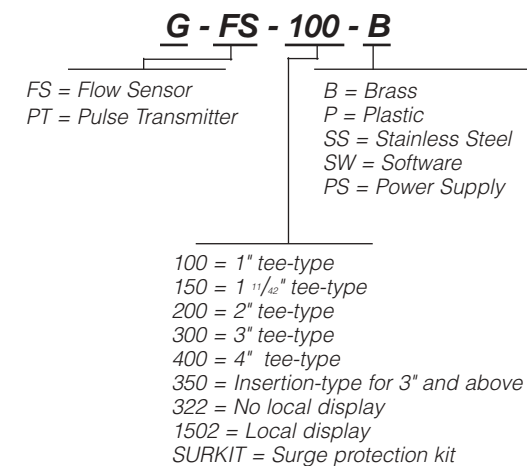 G - FS - 100 - B
FS = Flow Sensor
PT = Pulse Transmitter
B = Brass
P = Plastic
SS = Stainless Steel
SW = Software
PS = Power Supply
100 = 1" tee-type
150 = 1 11/42" tee-type
200 = 2" tee-type
300 = 3" tee-type
400 = 4" tee-type
350 = Insertion-type for 3" and above
322 = No local display
1502 = Local display
SURKIT = Surge protection kit